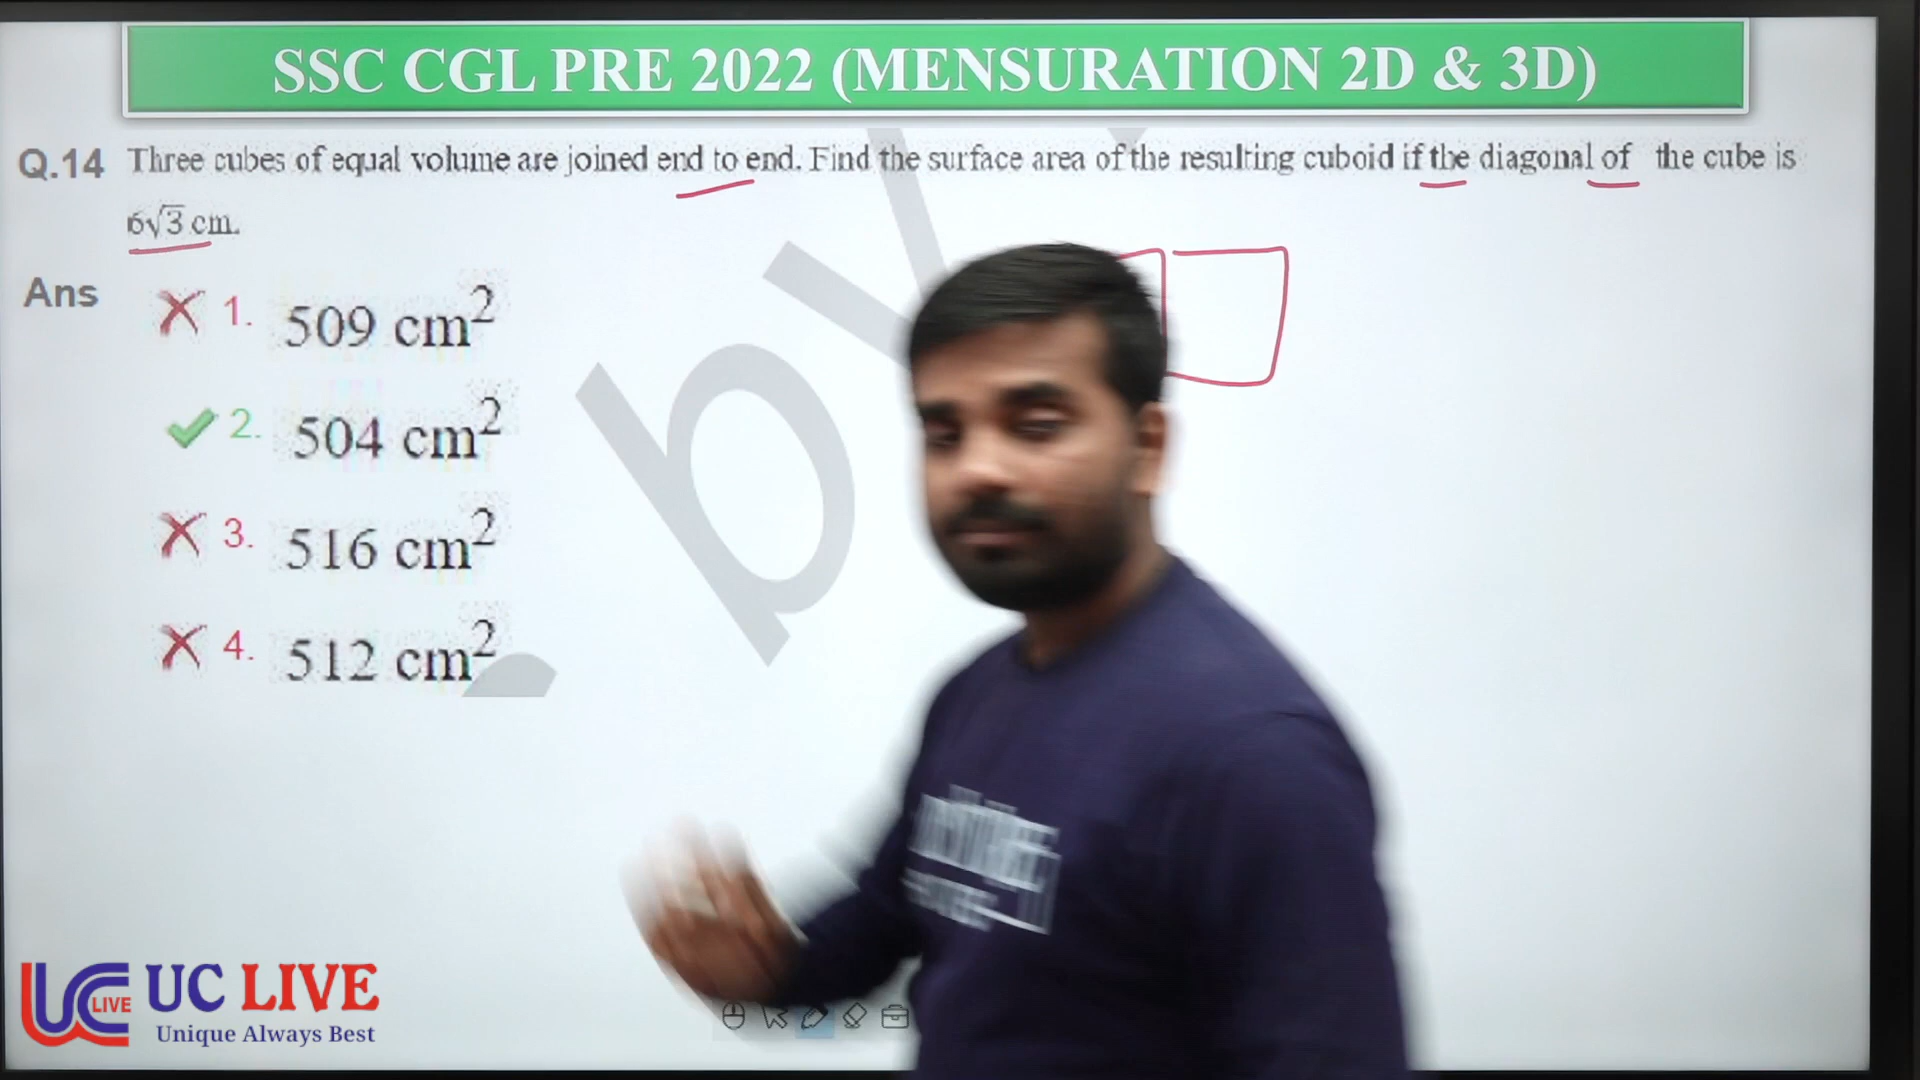 SSC CGL PRE 2022 (MENSURATION 2D & 3D)
Q.14 Three cubes of equal volume are joined end to end. Find the surface area of the resulting cuboid if the diagonal of the cube is
6√3 cm.
Ans
1. 509 cm²
2. 504 cm²
3. 516 cm²
4. 512 cm²
by
LIVE UC LIVE
Unique Always Best